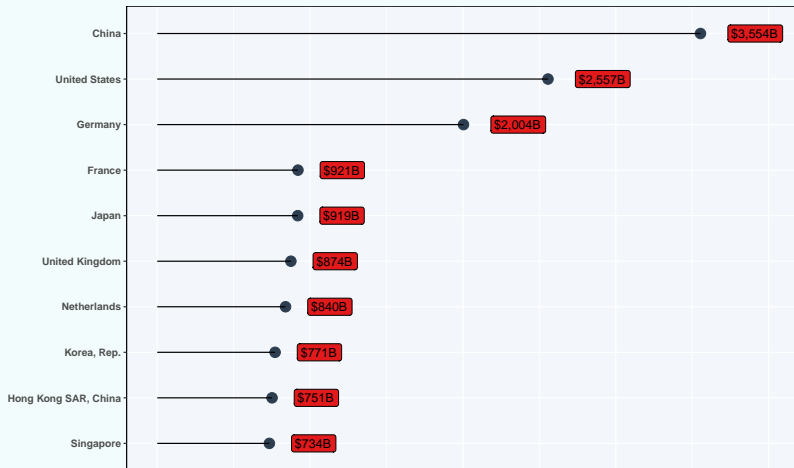 China $3,554B
United States $2,557B
Germany $2,004B
France $921B
Japan $919B
United Kingdom $874B
Netherlands $840B
Korea, Rep. $771B
Hong Kong SAR, China $751B
Singapore $734B